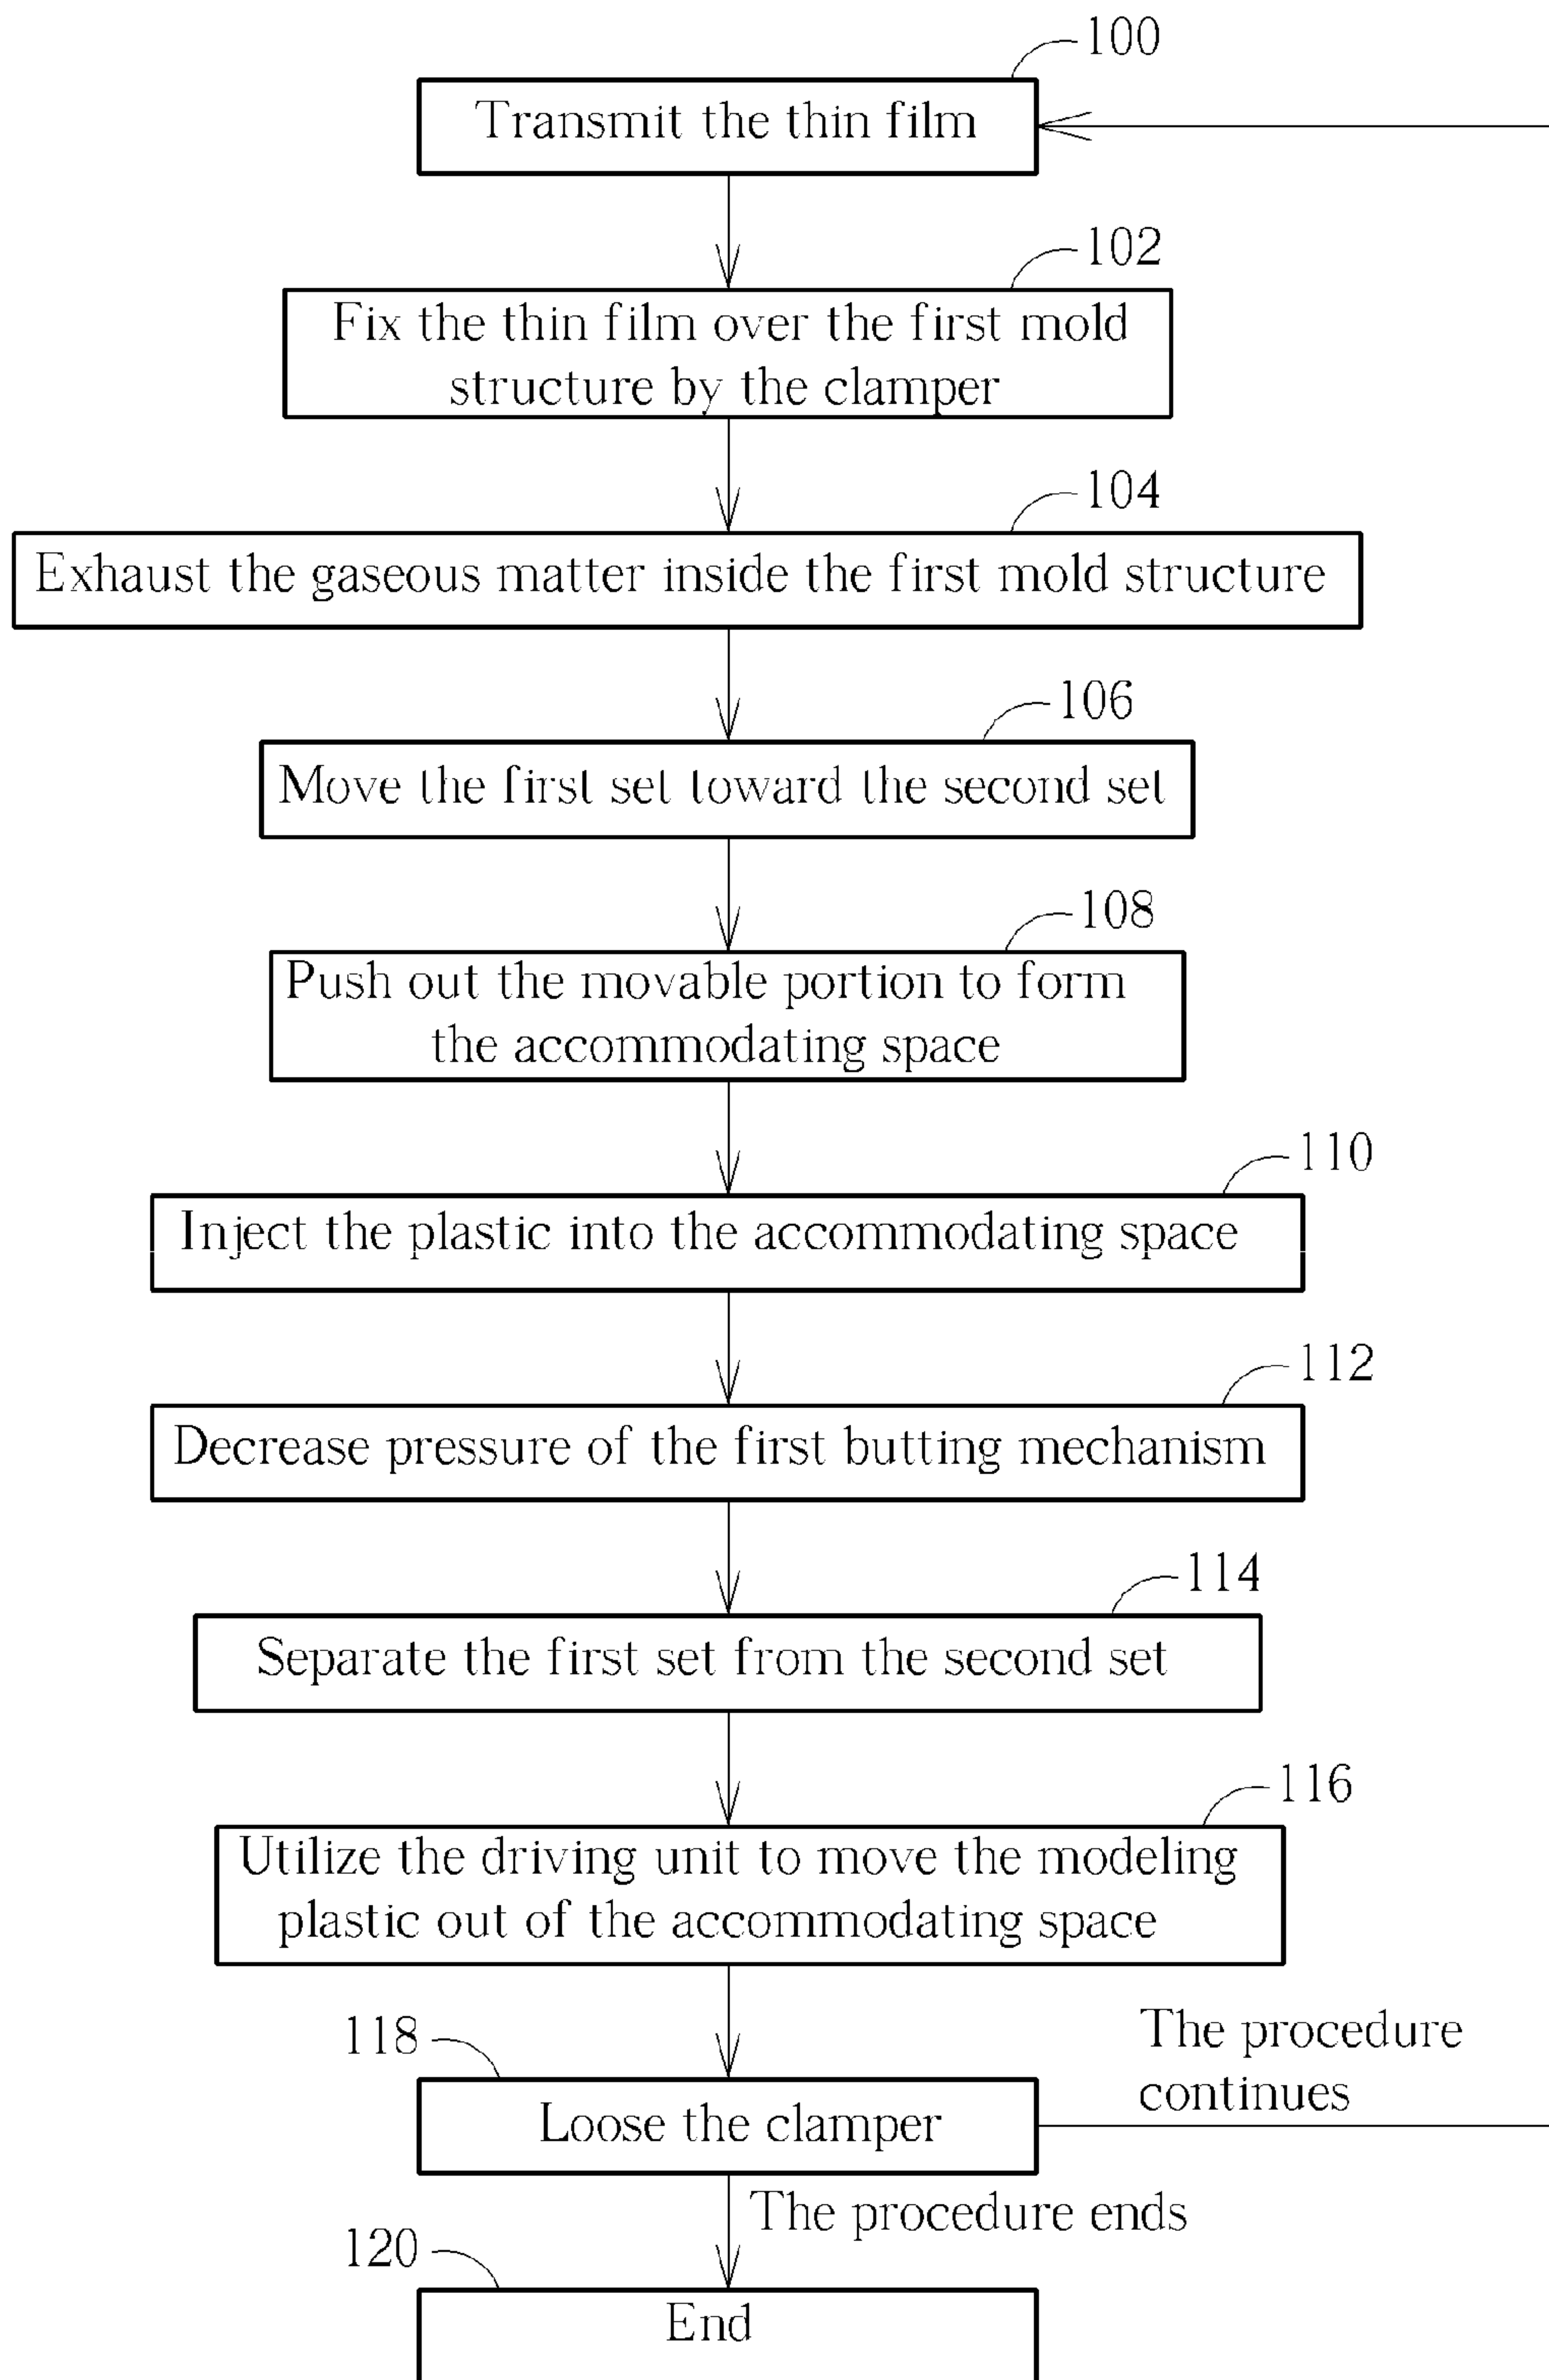 100
Transmit the thin film
102
Fix the thin film over the first mold
structure by the clamper
104
Exhaust the gaseous matter inside the first mold structure
106
Move the first set toward the second set
108
Push out the movable portion to form
the accommodating space
110
Inject the plastic into the accommodating space
112
Decrease pressure of the first butting mechanism
114
Separate the first set from the second set
116
Utilize the driving unit to move the modeling
plastic out of the accommodating space
118
Loose the clamper
The procedure
continues
The procedure ends
120
End